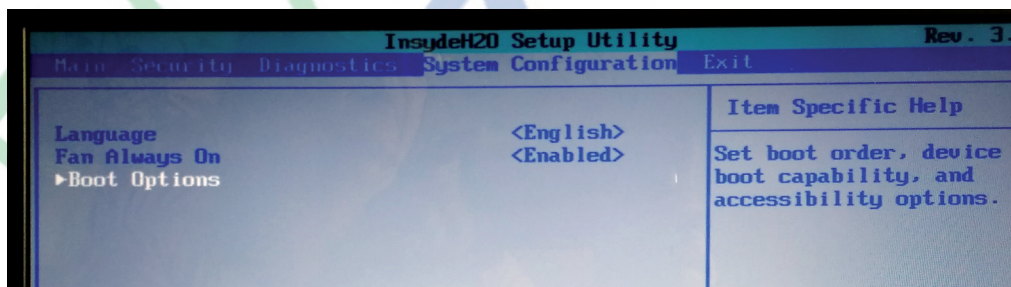 InsydeH20 Setup Utility Rev. 3.
Main Security Diagnostics System Configuration Exit
Item Specific Help
Language <English>
Fan Always On <Enabled>
▶Boot Options
Set boot order, device
boot capability, and
accessibility options.